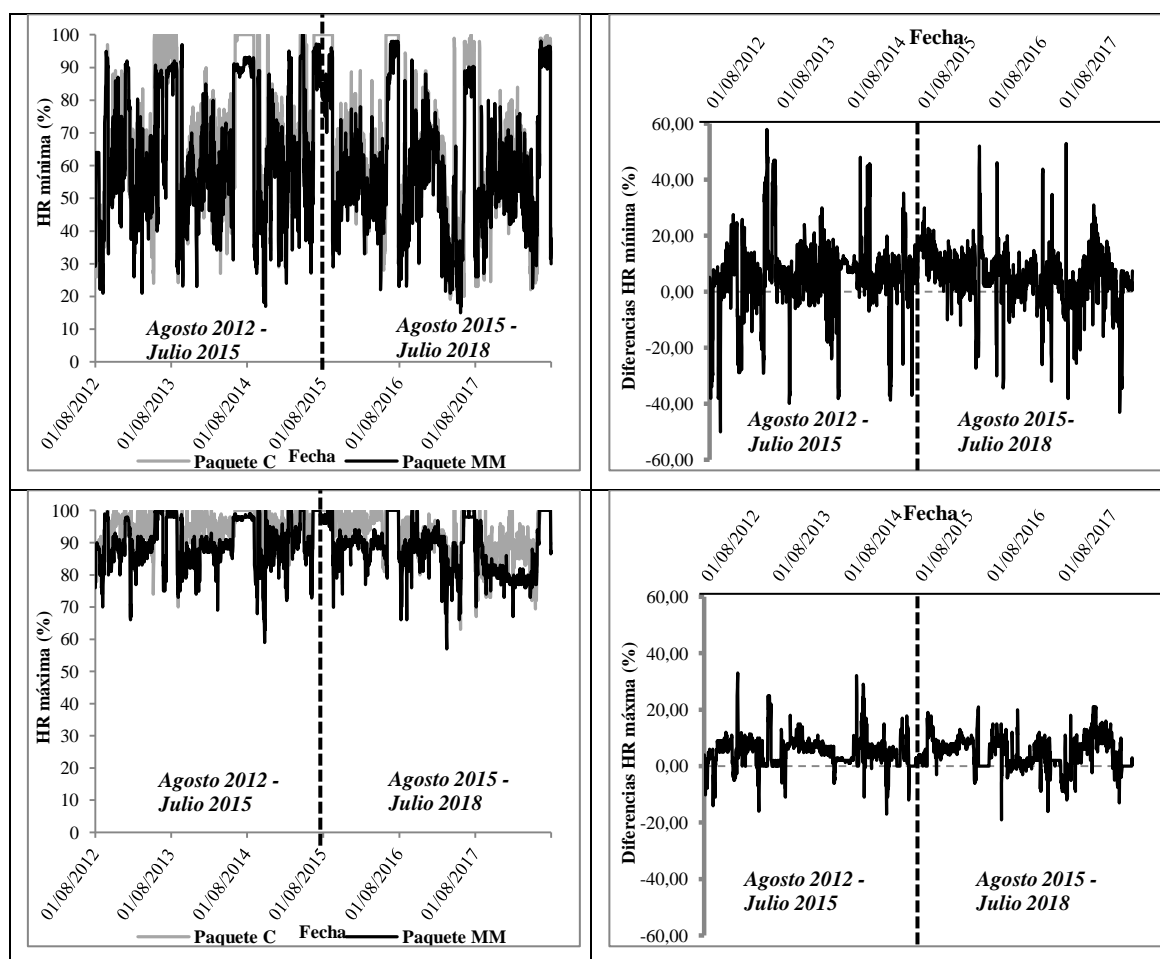 100
90
80
70
60
50
40
30
20
10
0
HR mínima (%)
Agosto 2012 -
Julio 2015
Agosto 2015 -
Julio 2018
01/08/2012
01/08/2013
01/08/2014
01/08/2015
01/08/2016
01/08/2017
Paquete C
Fecha
Paquete MM
Fecha
01/08/2012
01/08/2013
01/08/2014
01/08/2015
01/08/2016
01/08/2017
60,00
40,00
20,00
0,00
-20,00
-40,00
-60,00
Diferencias HR mínima (%)
Agosto 2012 -
Julio 2015
Agosto 2015-
Julio 2018
100
90
80
70
60
50
40
30
20
10
0
HR máxima (%)
Agosto 2012 -
Julio 2015
Agosto 2015 -
Julio 2018
01/08/2012
01/08/2013
01/08/2014
01/08/2015
01/08/2016
01/08/2017
Paquete C
Fecha
Paquete MM
Fecha
01/08/2012
01/08/2013
01/08/2014
01/08/2015
01/08/2016
01/08/2017
60,00
40,00
20,00
0,00
-20,00
-40,00
-60,00
Diferencias HR máxma (%)
Agosto 2012 -
Julio 2015
Agosto 2015 -
Julio 2018